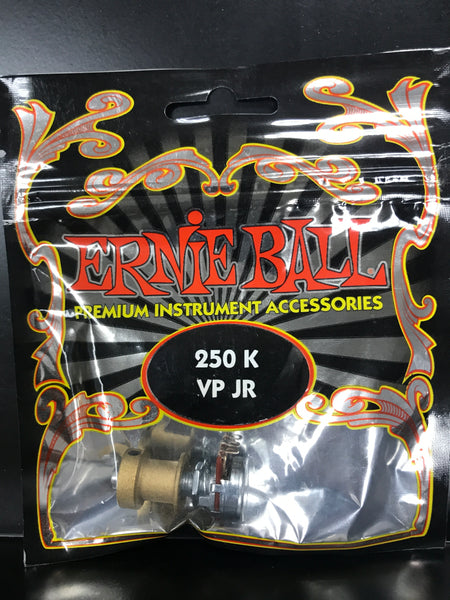 ERNIE BALL
PREMIUM INSTRUMENT ACCESSORIES
250 K
VP JR